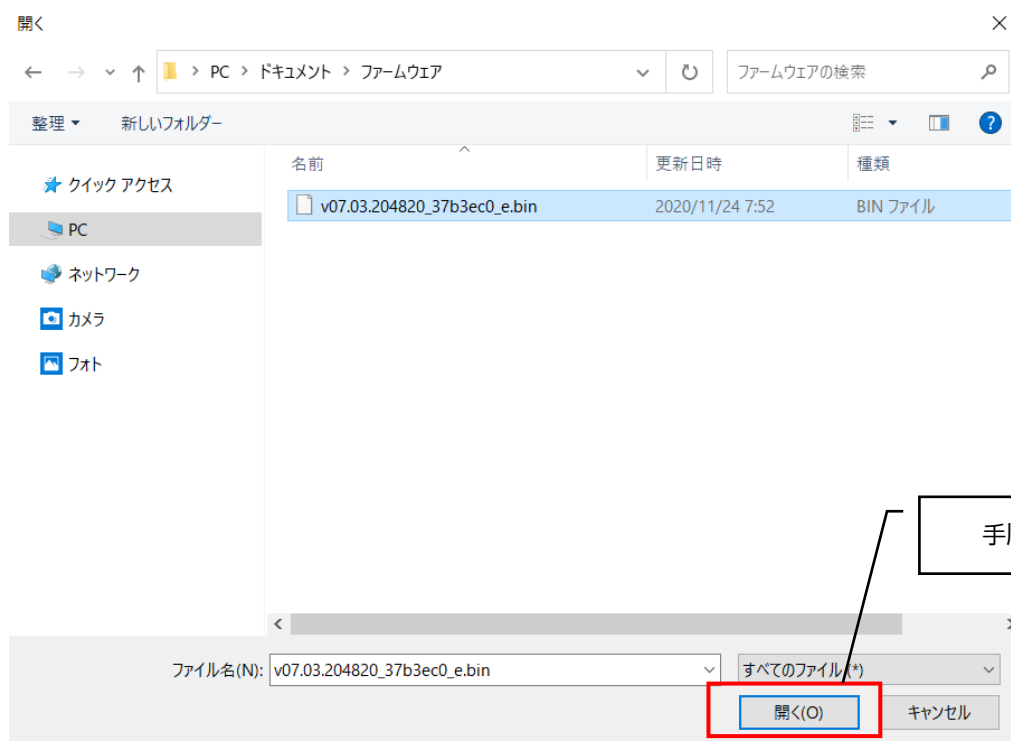 開く
PC > ドキュメント > ファームウェア
ファームウェアの検索
整理
新しいフォルダー
名前
更新日時
種類
クイック アクセス
v07.03.204820_37b3ec0_e.bin
2020/11/24 7:52
BIN ファイル
PC
ネットワーク
カメラ
フォト
ファイル名(N):
v07.03.204820_37b3ec0_e.bin
すべてのファイル (*)
開く(O)
キャンセル